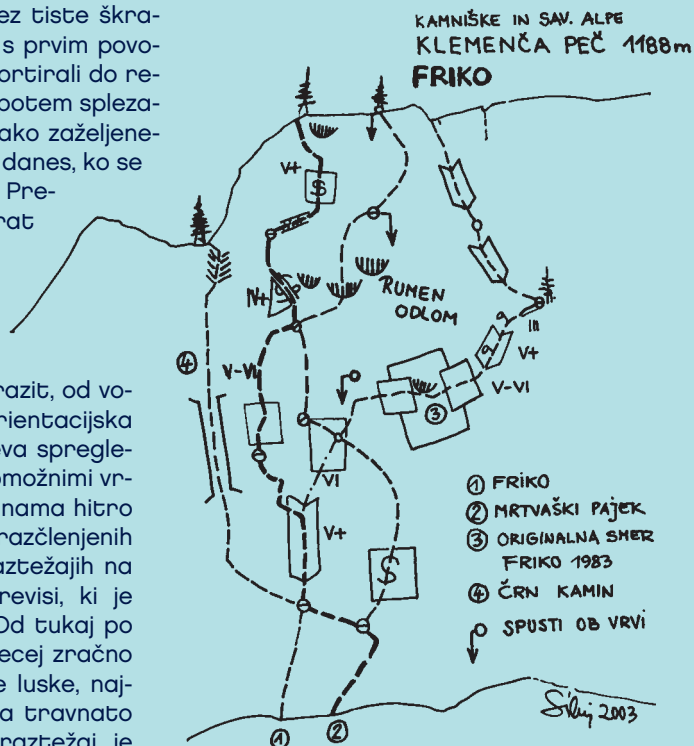 ez tiste škra-
s prvim povo-
ortirali do re-
potem spleza-
ako zaželjene-
danes, ko se
Pre-
rat
razit, od vo-
rientacijska
eva spregle-
omožnimi vr-
nama hitro
razčlenjenih
aztežajih na
revisi, ki je
Od tukaj po
ecej zračno
e luske, naj-
a travnato
raztežaj je
KAMNIŠKE IN SAV. ALPE
KLEMENČA PEČ 1188m
FRIKO
V+
S
IV+
RUMEN
ODLOM
III
V+
4
V-VI
V-VI
3
VI
V+
S
1 FRIKO
2 MRTVAŠKI PAJEK
3 ORIGINALNA SMER
FRIKO 1983
4 ČRN KAMIN
SPUSTI OB VRVI
2003
1
2